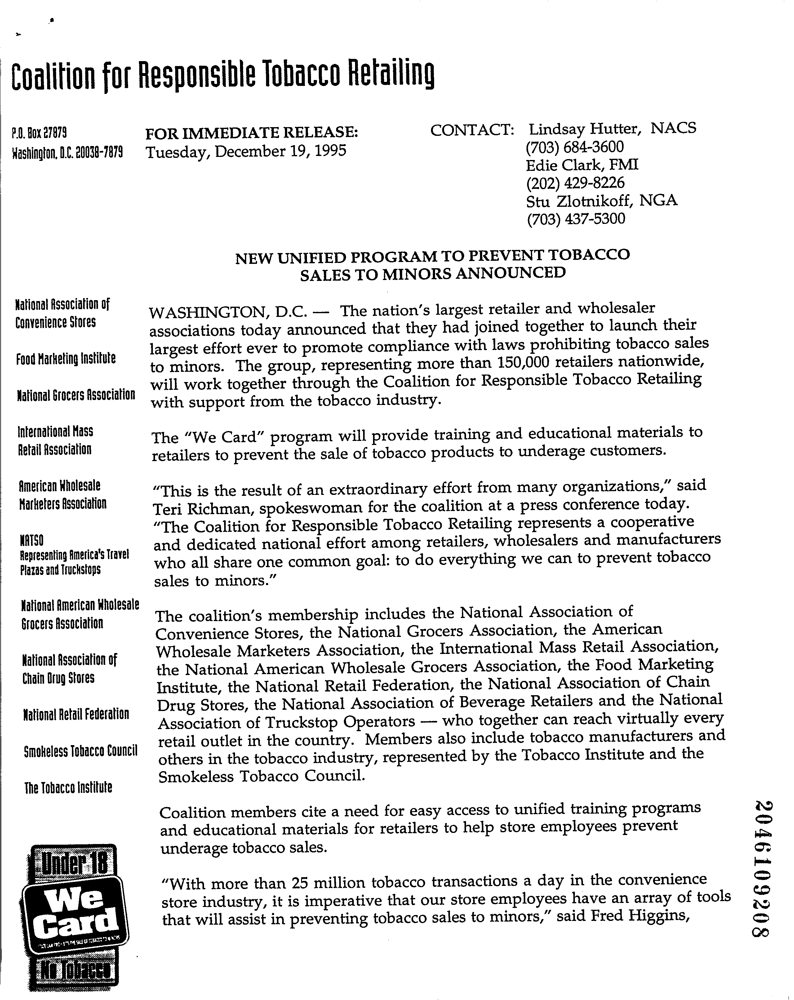 Coalition for Responsible Tobacco Retailing
P.O. Box 27879
Washington, D.C. 20038-7879
FOR IMMEDIATE RELEASE:
Tuesday, December 19, 1995
CONTACT: Lindsay Hutter, NACS
(703) 684-3600
Edie Clark, FMI
(202) 429-8226
Stu Zlotnikoff, NGA
(703) 437-5300
NEW UNIFIED PROGRAM TO PREVENT TOBACCO
SALES TO MINORS ANNOUNCED
National Association of
Convenience Stores
Food Marketing Institute
National Grocers Association
International Mass
Retail Association
American Wholesale
Marketers Association
NATSO
Representing America's Travel
Plazas and Truckstops
National American Wholesale
Grocers Association
National Association of
Chain Drug Stores
National Retail Federation
Smokeless Tobacco Council
The Tobacco Institute
WASHINGTON, D.C. — The nation's largest retailer and wholesaler
associations today announced that they had joined together to launch their
largest effort ever to promote compliance with laws prohibiting tobacco sales
to minors. The group, representing more than 150,000 retailers nationwide,
will work together through the Coalition for Responsible Tobacco Retailing
with support from the tobacco industry.
The "We Card" program will provide training and educational materials to
retailers to prevent the sale of tobacco products to underage customers.
"This is the result of an extraordinary effort from many organizations," said
Teri Richman, spokeswoman for the coalition at a press conference today.
"The Coalition for Responsible Tobacco Retailing represents a cooperative
and dedicated national effort among retailers, wholesalers and manufacturers
who all share one common goal: to do everything we can to prevent tobacco
sales to minors."
The coalition's membership includes the National Association of
Convenience Stores, the National Grocers Association, the American
Wholesale Marketers Association, the International Mass Retail Association,
the National American Wholesale Grocers Association, the Food Marketing
Institute, the National Retail Federation, the National Association of Chain
Drug Stores, the National Association of Beverage Retailers and the National
Association of Truckstop Operators — who together can reach virtually every
retail outlet in the country. Members also include tobacco manufacturers and
others in the tobacco industry, represented by the Tobacco Institute and the
Smokeless Tobacco Council.
Coalition members cite a need for easy access to unified training programs
and educational materials for retailers to help store employees prevent
underage tobacco sales.
"With more than 25 million tobacco transactions a day in the convenience
store industry, it is imperative that our store employees have an array of tools
that will assist in preventing tobacco sales to minors," said Fred Higgins,
Under 18
We
Card
No Tobacco
2046109208